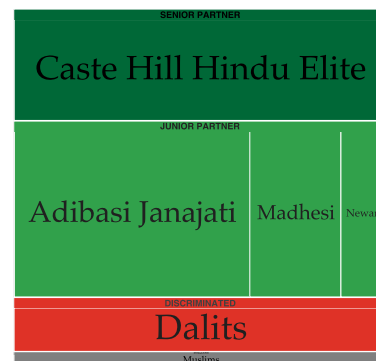 SENIOR PARTNER
Caste Hill Hindu Elite
JUNIOR PARTNER
Adibasi Janajati Madhesi Newar
DISCRIMINATED
Dalits
Muslims